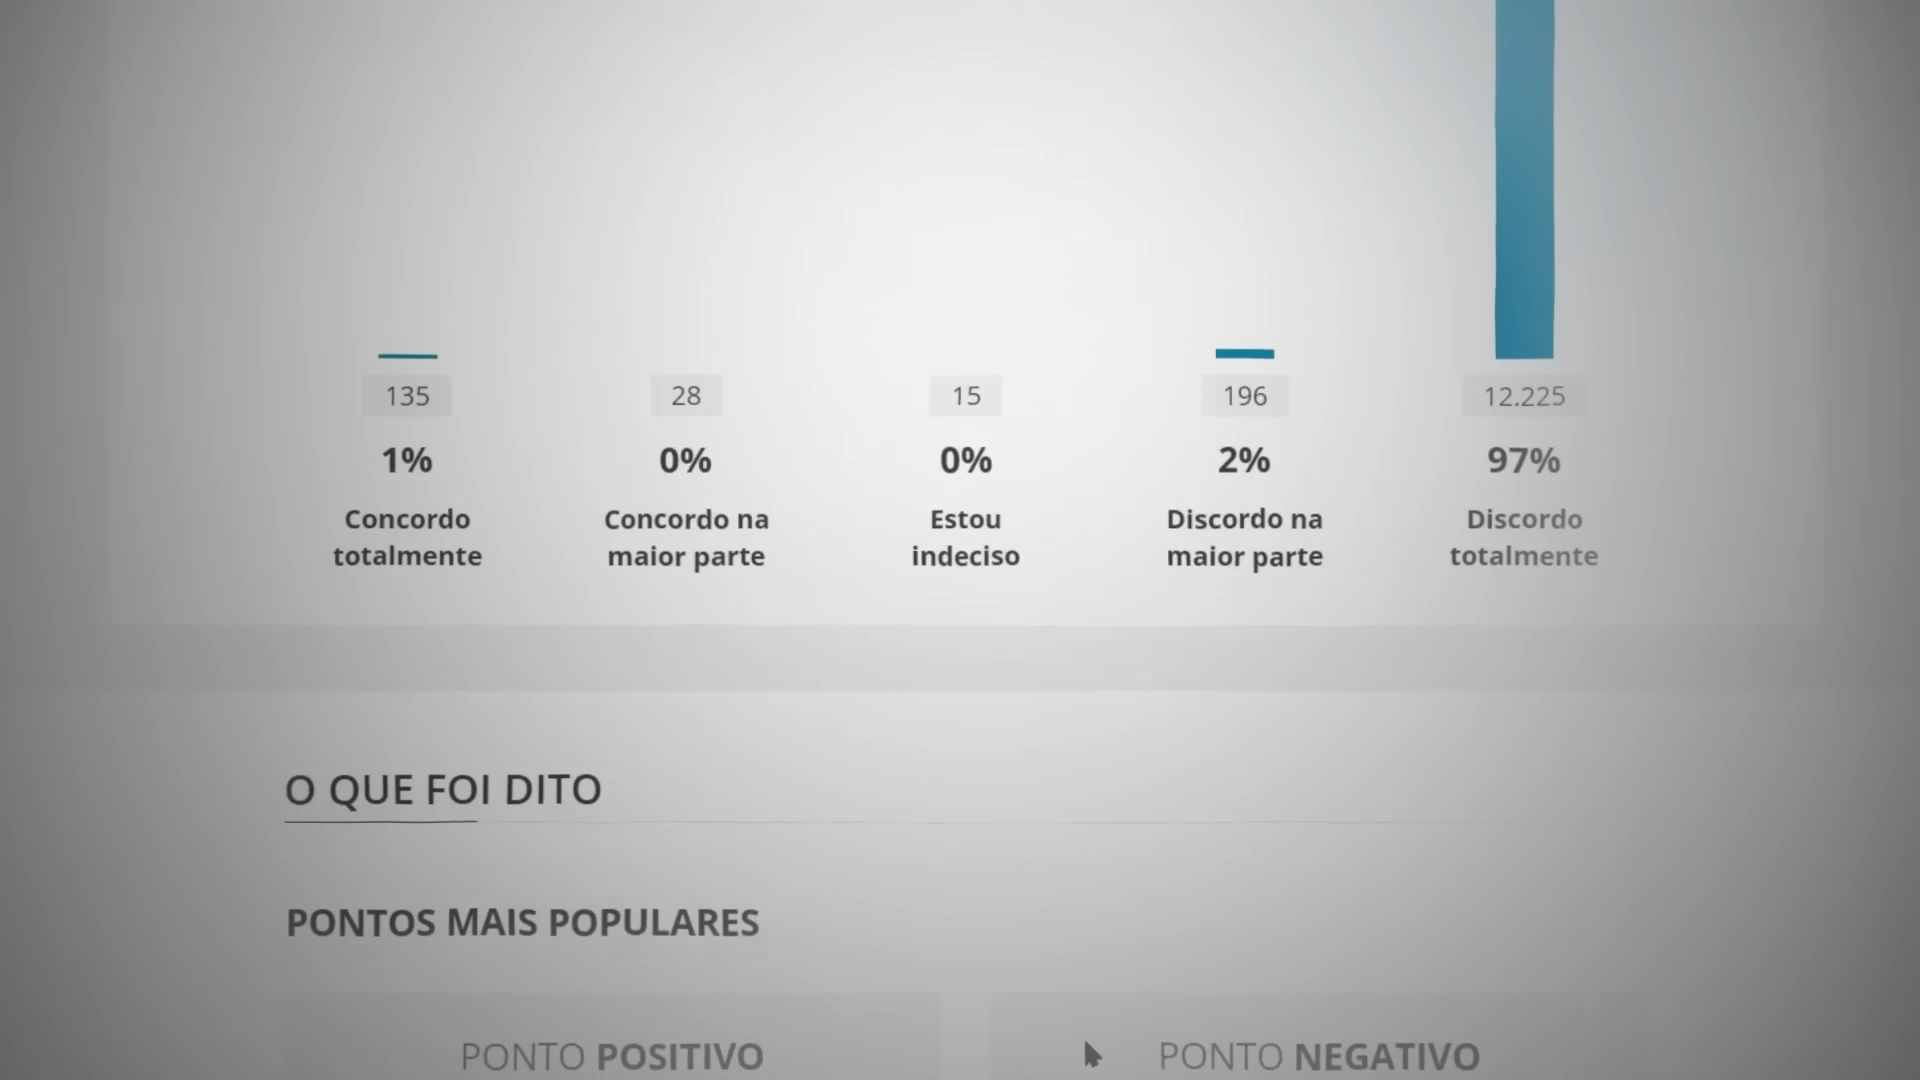 135 28 15 196 12.225
1% 0% 0% 2% 97%
Concordo totalmente
Concordo na maior parte
Estou indeciso
Discordo na maior parte
Discordo totalmente
O QUE FOI DITO
PONTOS MAIS POPULARES
PONTO POSITIVO
PONTO NEGATIVO